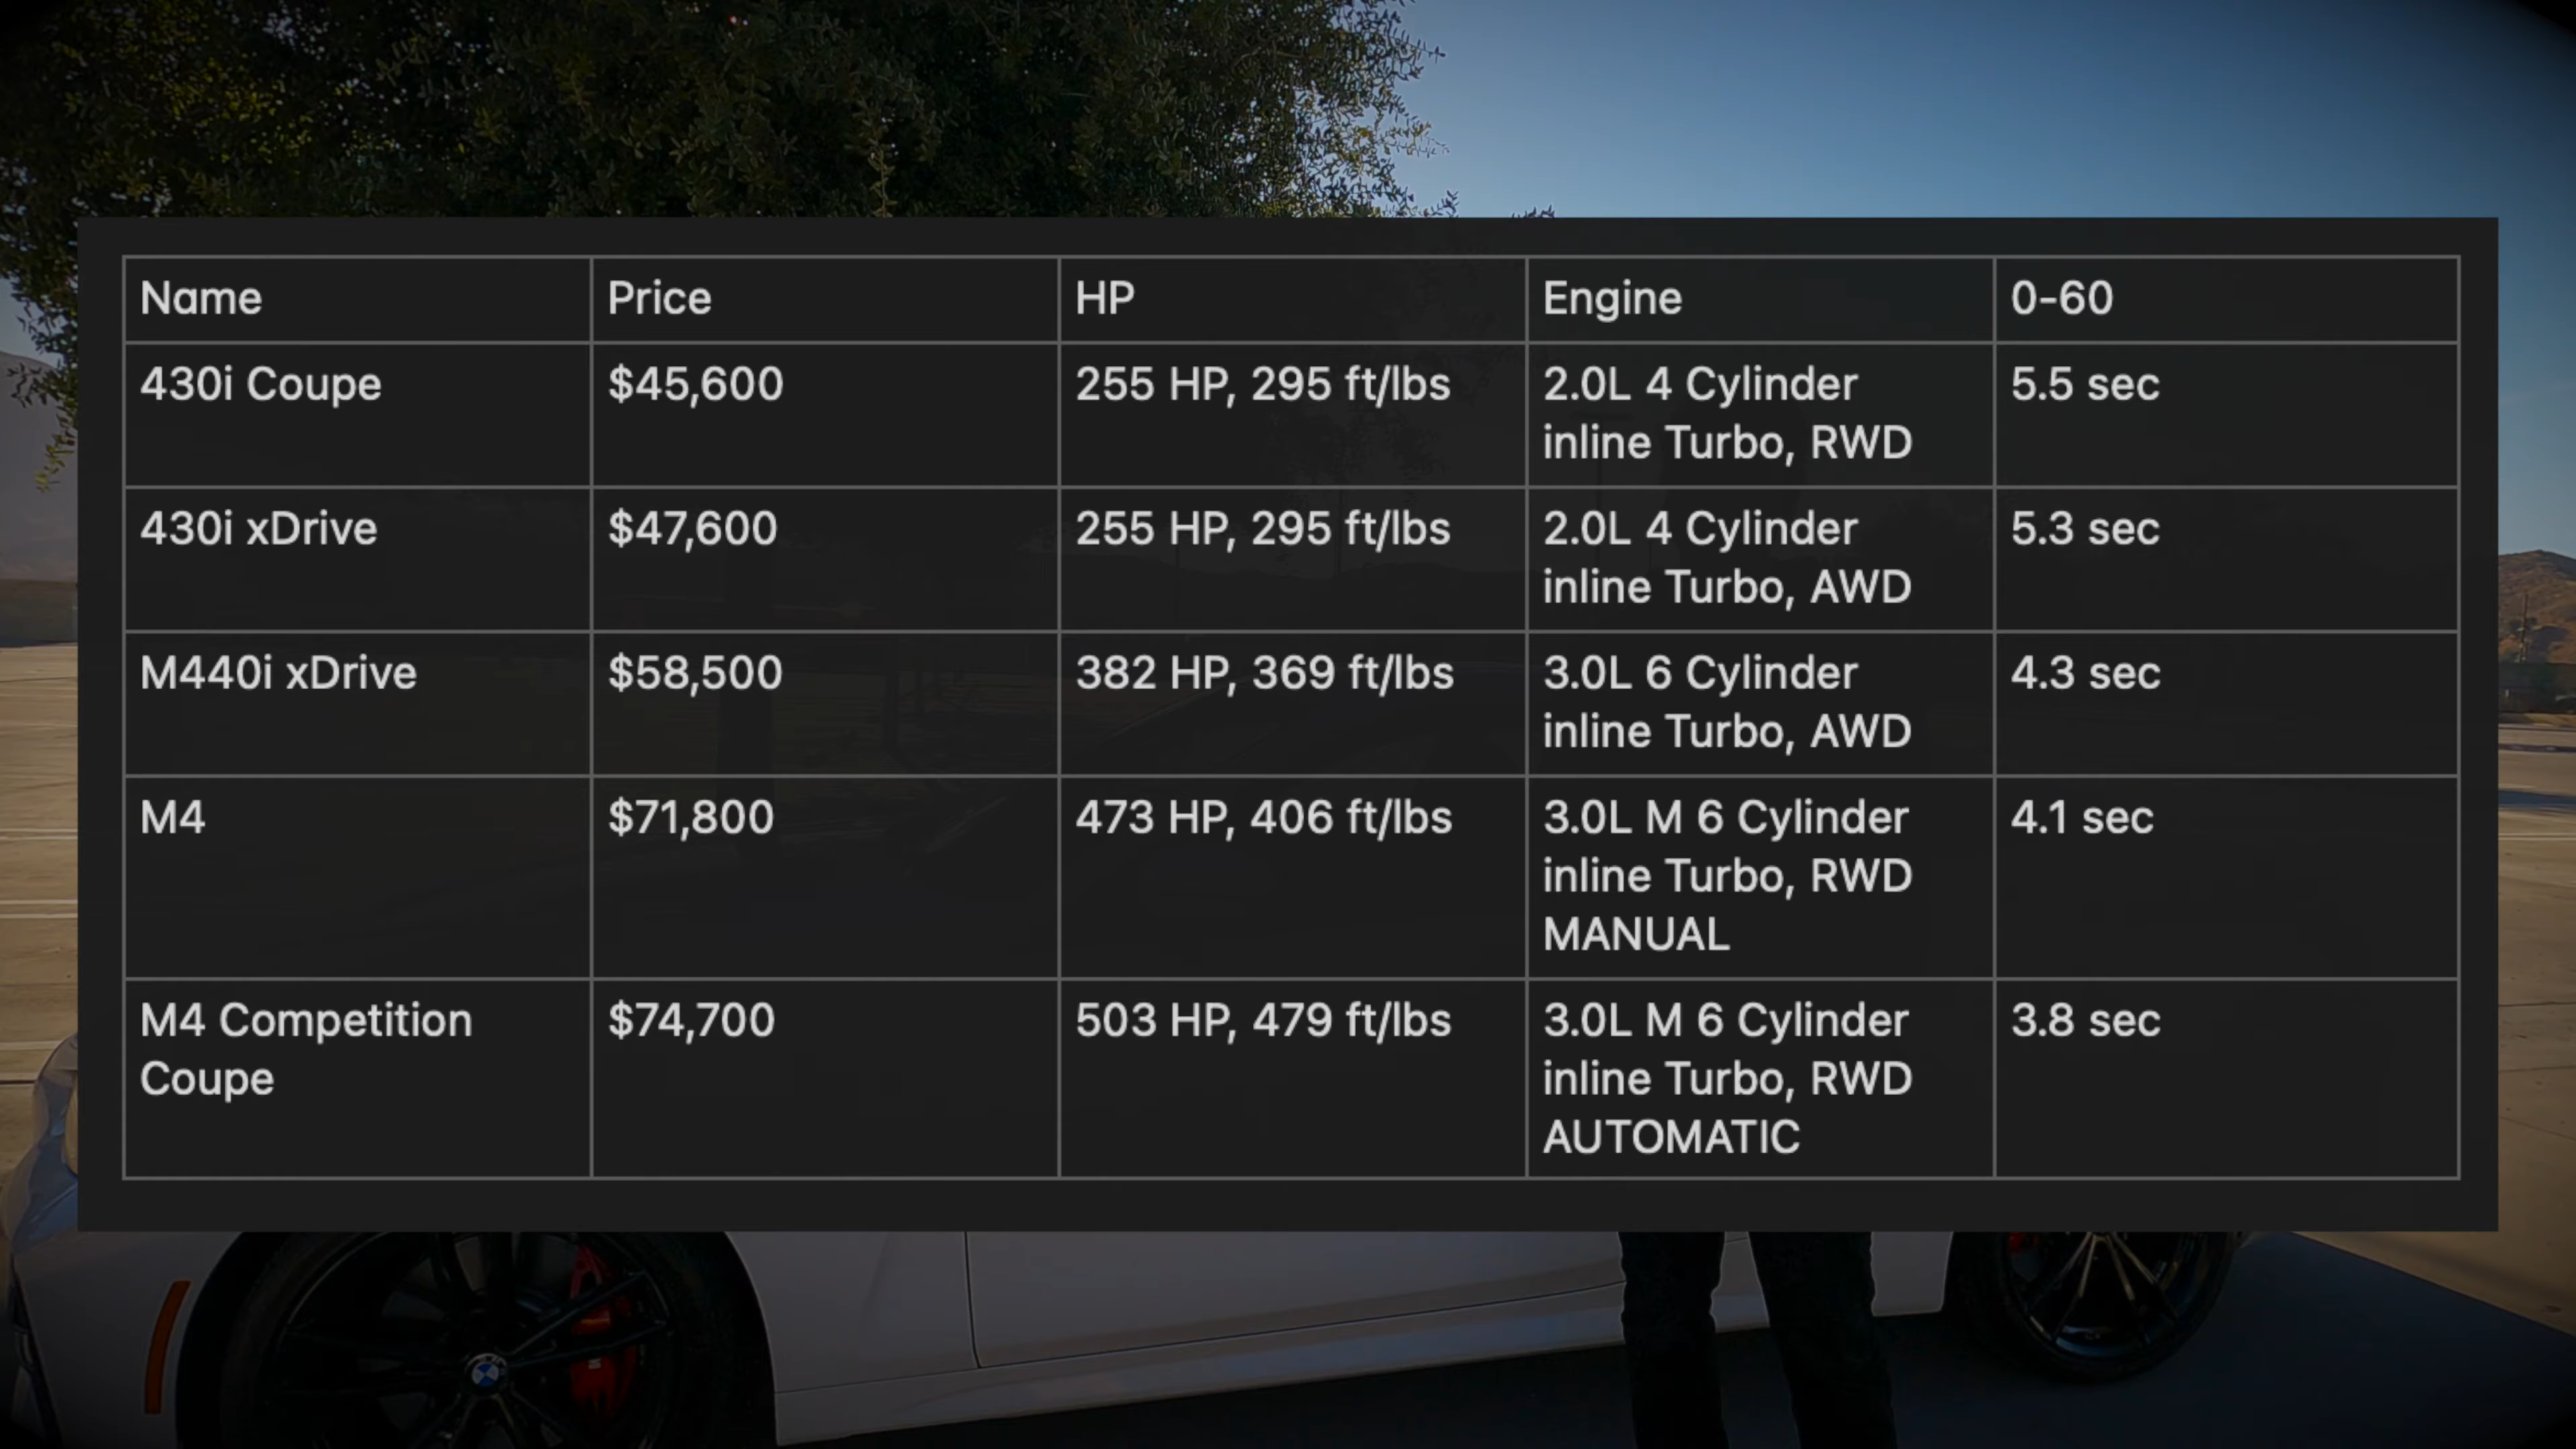 Name Price HP Engine 0-60
430i Coupe $45,600 255 HP, 295 ft/lbs 2.0L 4 Cylinder 5.5 sec
inline Turbo, RWD
430i xDrive $47,600 255 HP, 295 ft/lbs 2.0L 4 Cylinder 5.3 sec
inline Turbo, AWD
M440i xDrive $58,500 382 HP, 369 ft/lbs 3.0L 6 Cylinder 4.3 sec
inline Turbo, AWD
M4 $71,800 473 HP, 406 ft/lbs 3.0L M 6 Cylinder 4.1 sec
inline Turbo, RWD
MANUAL
M4 Competition $74,700 503 HP, 479 ft/lbs 3.0L M 6 Cylinder 3.8 sec
Coupe inline Turbo, RWD
AUTOMATIC